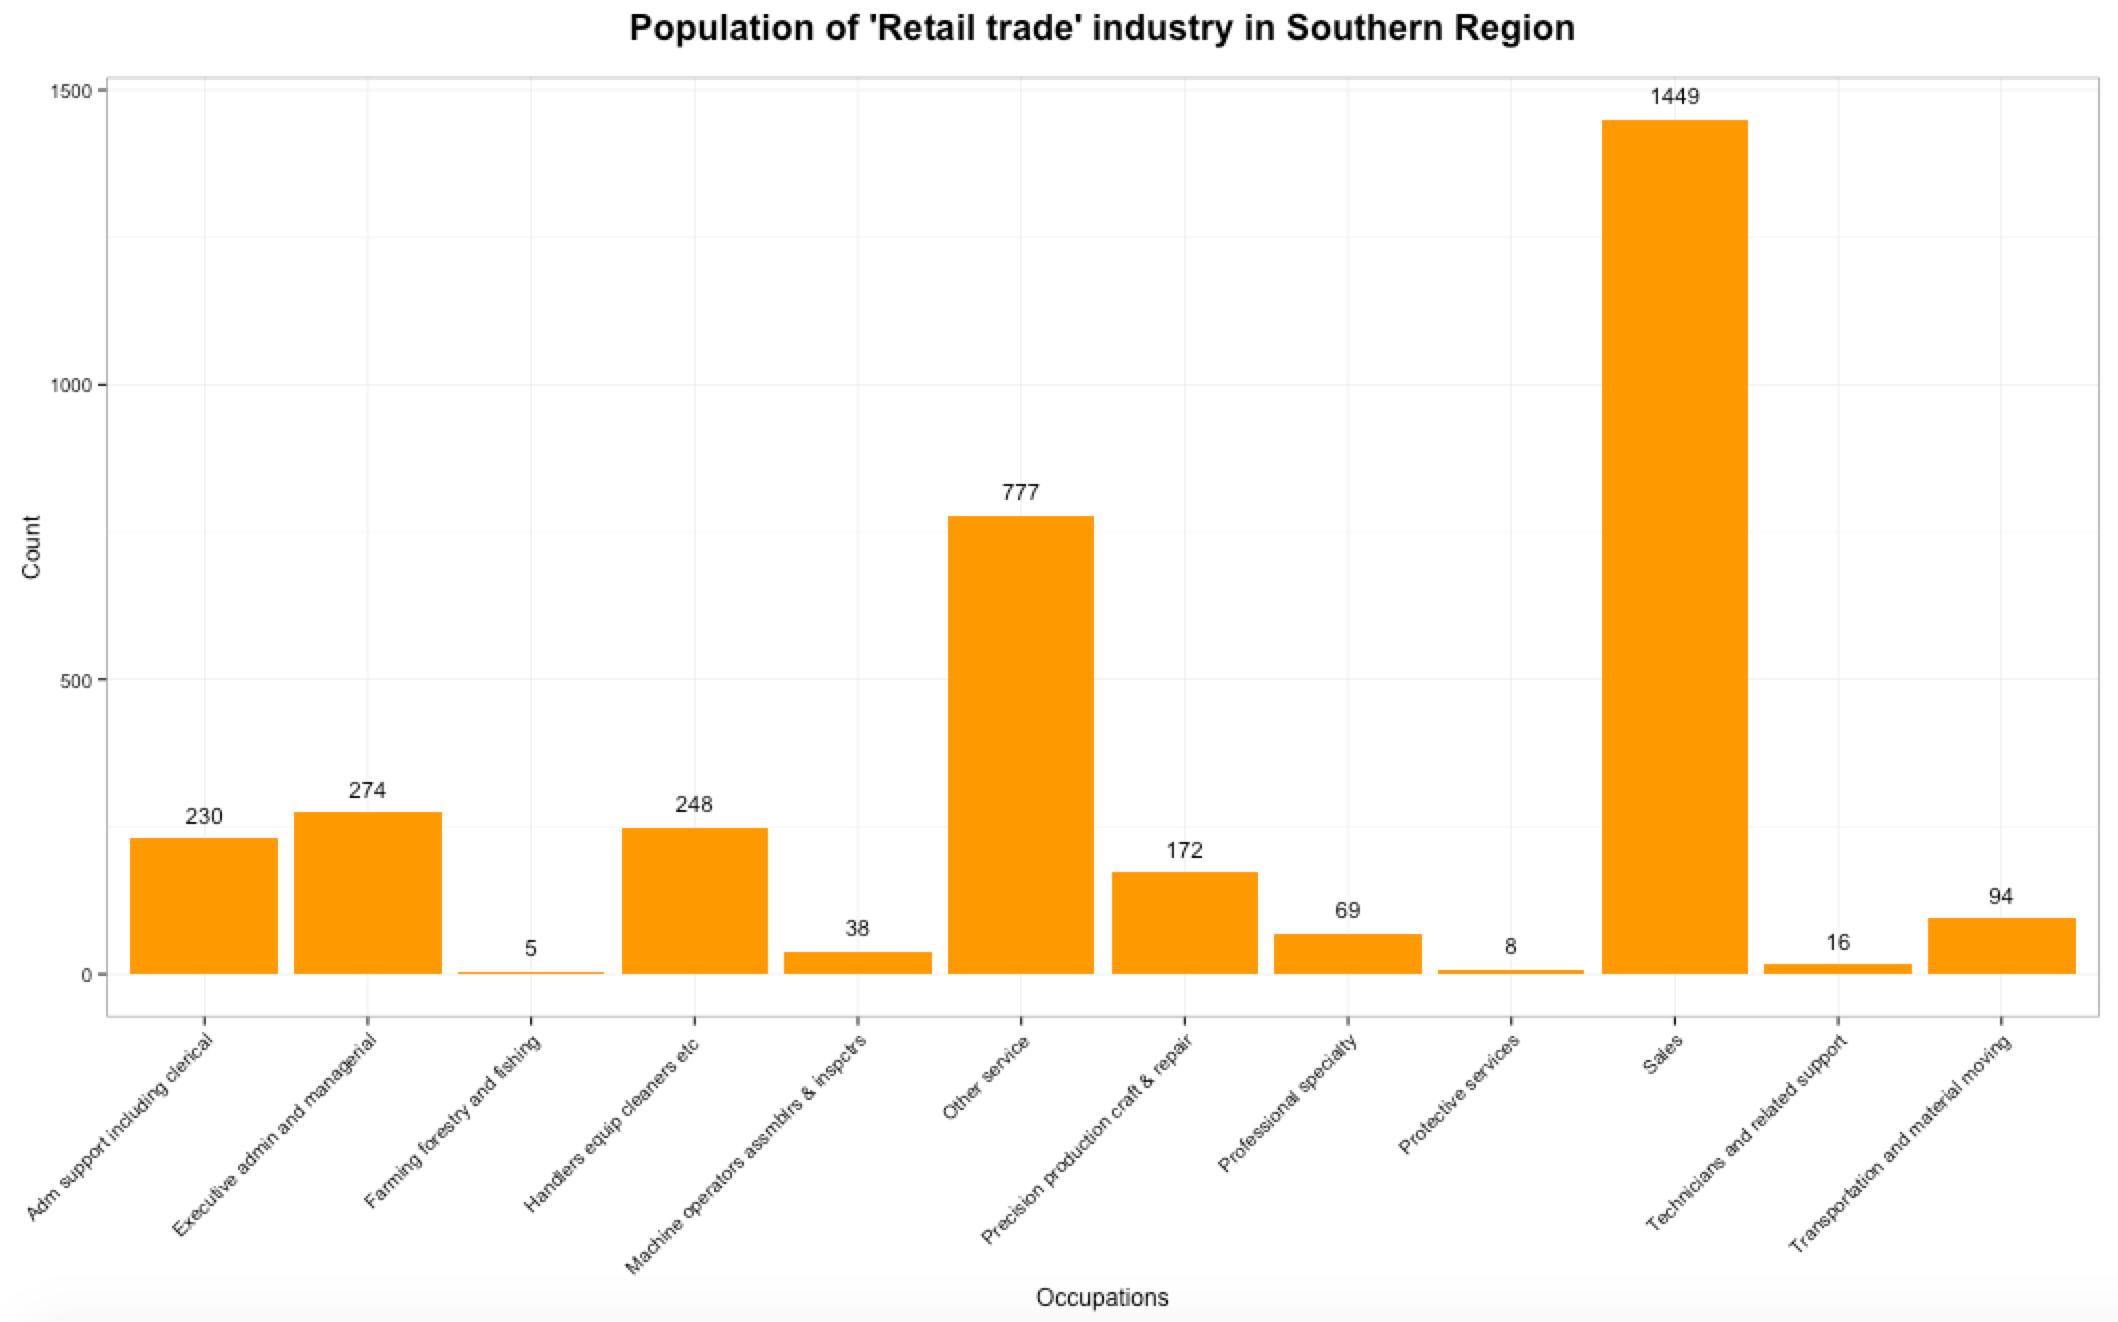 Population of 'Retail trade' industry in Southern Region
1500
1000
500
0
Count
230
274
5
248
38
777
172
69
8
1449
16
94
Adm support including clerical
Executive admin and managerial
Farming forestry and fishing
Handlers equip cleaners etc
Machine operators assmblrs & inspctrs
Other service
Precision production craft & repair
Professional specialty
Protective services
Sales
Technicians and related support
Transportation and material moving
Occupations